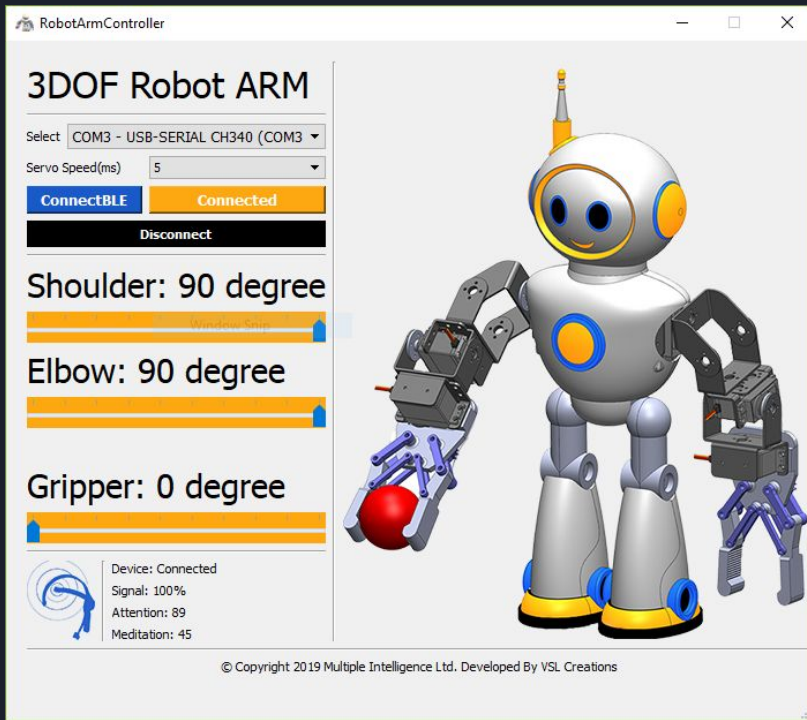 RobotArmController
3DOF Robot ARM
Select COM3 - USB-SERIAL CH340 (COM3
Servo Speed(ms) 5
ConnectBLE Connected
Disconnect
Shoulder: 90 degree
Window Snip
Elbow: 90 degree
Gripper: 0 degree
Device: Connected
Signal: 100%
Attention: 89
Meditation: 45
© Copyright 2019 Multiple Intelligence Ltd. Developed By VSL Creations